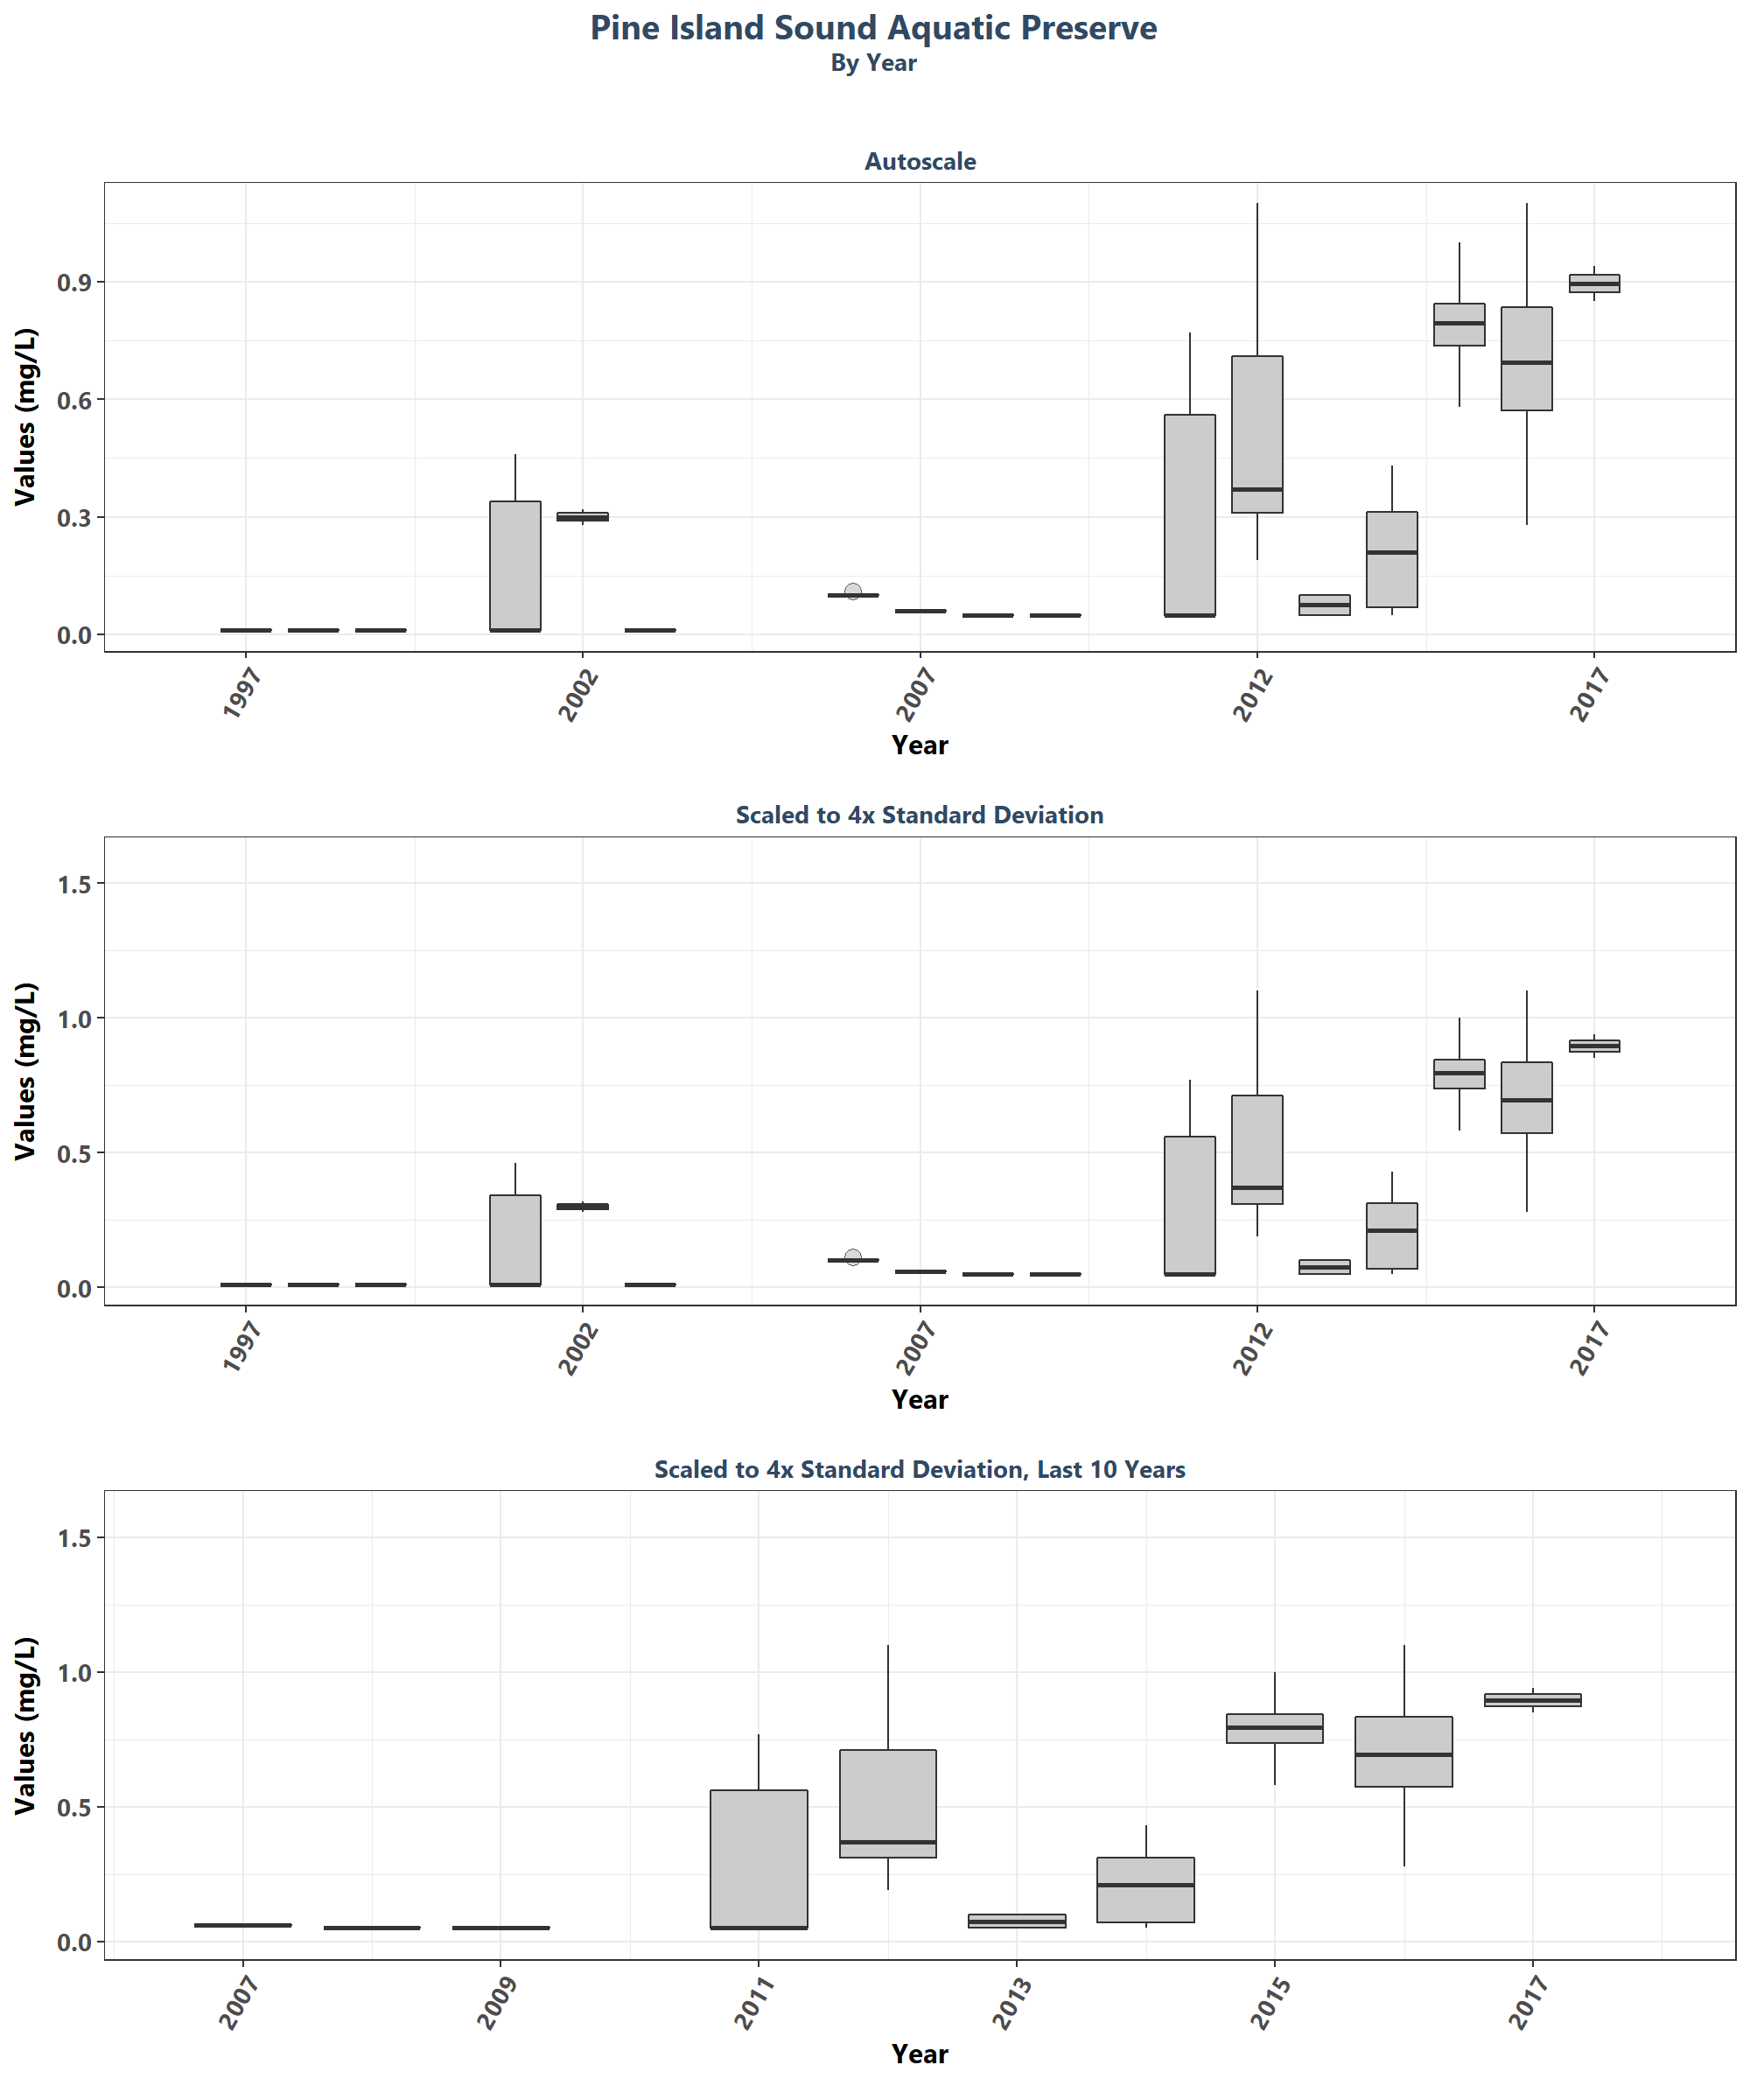 Pine Island Sound Aquatic Preserve
By Year
Autoscale
Values (mg/L)
0.9
0.6
0.3
0.0
1997 2002 2007 2012 2017
Year
Scaled to 4x Standard Deviation
Values (mg/L)
1.5
1.0
0.5
0.0
1997 2002 2007 2012 2017
Year
Scaled to 4x Standard Deviation, Last 10 Years
Values (mg/L)
1.5
1.0
0.5
0.0
2007 2009 2011 2013 2015 2017
Year